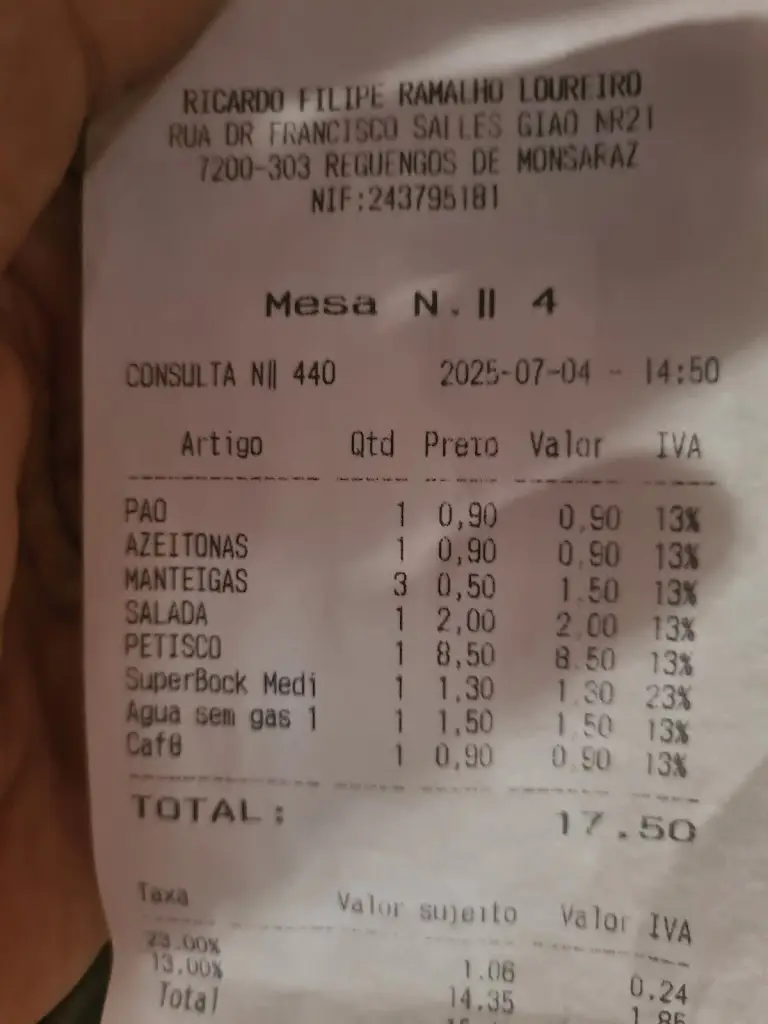 RICARDO FILIPE RAMALHO LOUREIRO
RUA DR FRANCISCO SALLES GIAO NR21
7200-303 REGUENGOS DE MONSARAZ
NIF:243795181
Mesa N.|| 4
CONSULTA N|| 440 2025-07-04 - 14:50
Artigo Qtd Preto Valor IVA
PAO 1 0,90 0,90 13%
AZEITONAS 1 0,90 0,90 13%
MANTEIGAS 3 0,50 1.50 13%
SALADA 1 2,00 2.00 13%
PETISCO 1 8,50 8.50 13%
SuperBock Medi 1 1.30 1.30 23%
Agua sem gas 1 1 1,50 1,50 13%
Caf0 1 0,90 0.90 13%
TOTAL: 17.50
Taxa Valor sujeito Valor IVA
23.00% 1.06 0.24
13.00% 14.35 1.86
Total